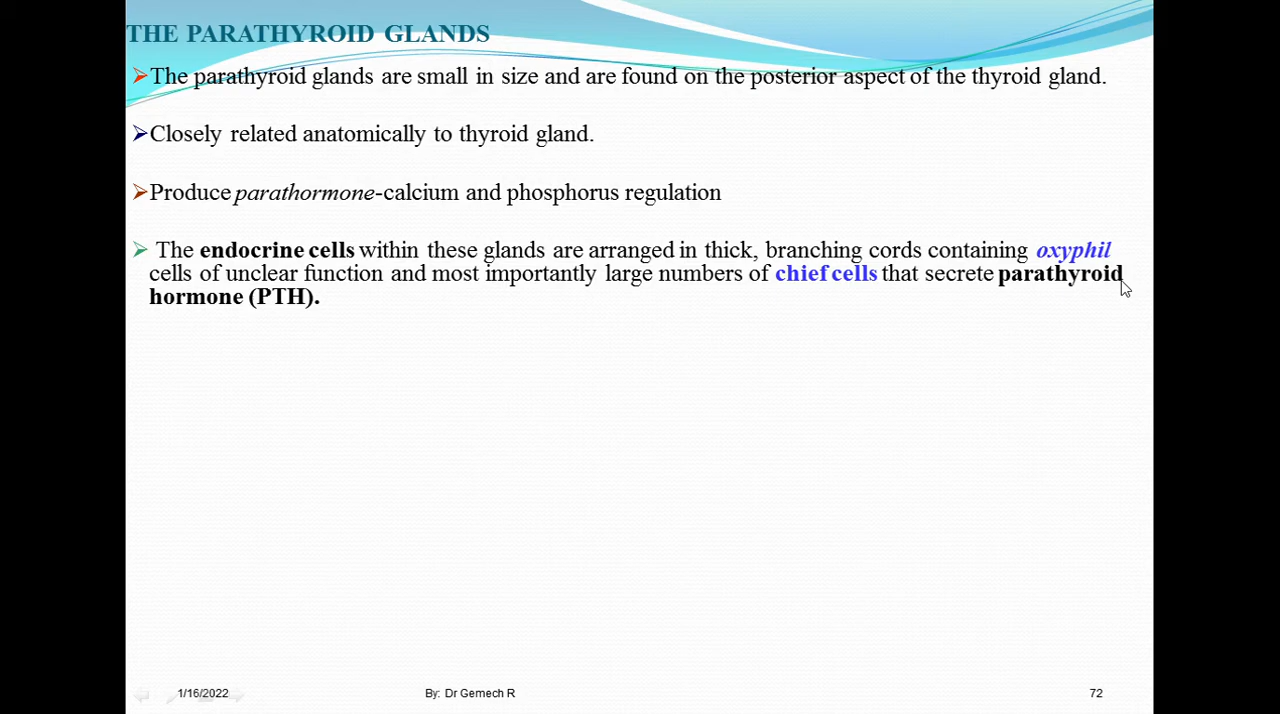 THE PARATHYROID GLANDS
The parathyroid glands are small in size and are found on the posterior aspect of the thyroid gland.
Closely related anatomically to thyroid gland.
Produce parathormone-calcium and phosphorus regulation
The endocrine cells within these glands are arranged in thick, branching cords containing oxyphil
cells of unclear function and most importantly large numbers of chief cells that secrete parathyroid
hormone (PTH).
1/16/2022 By: Dr Gemech R 72